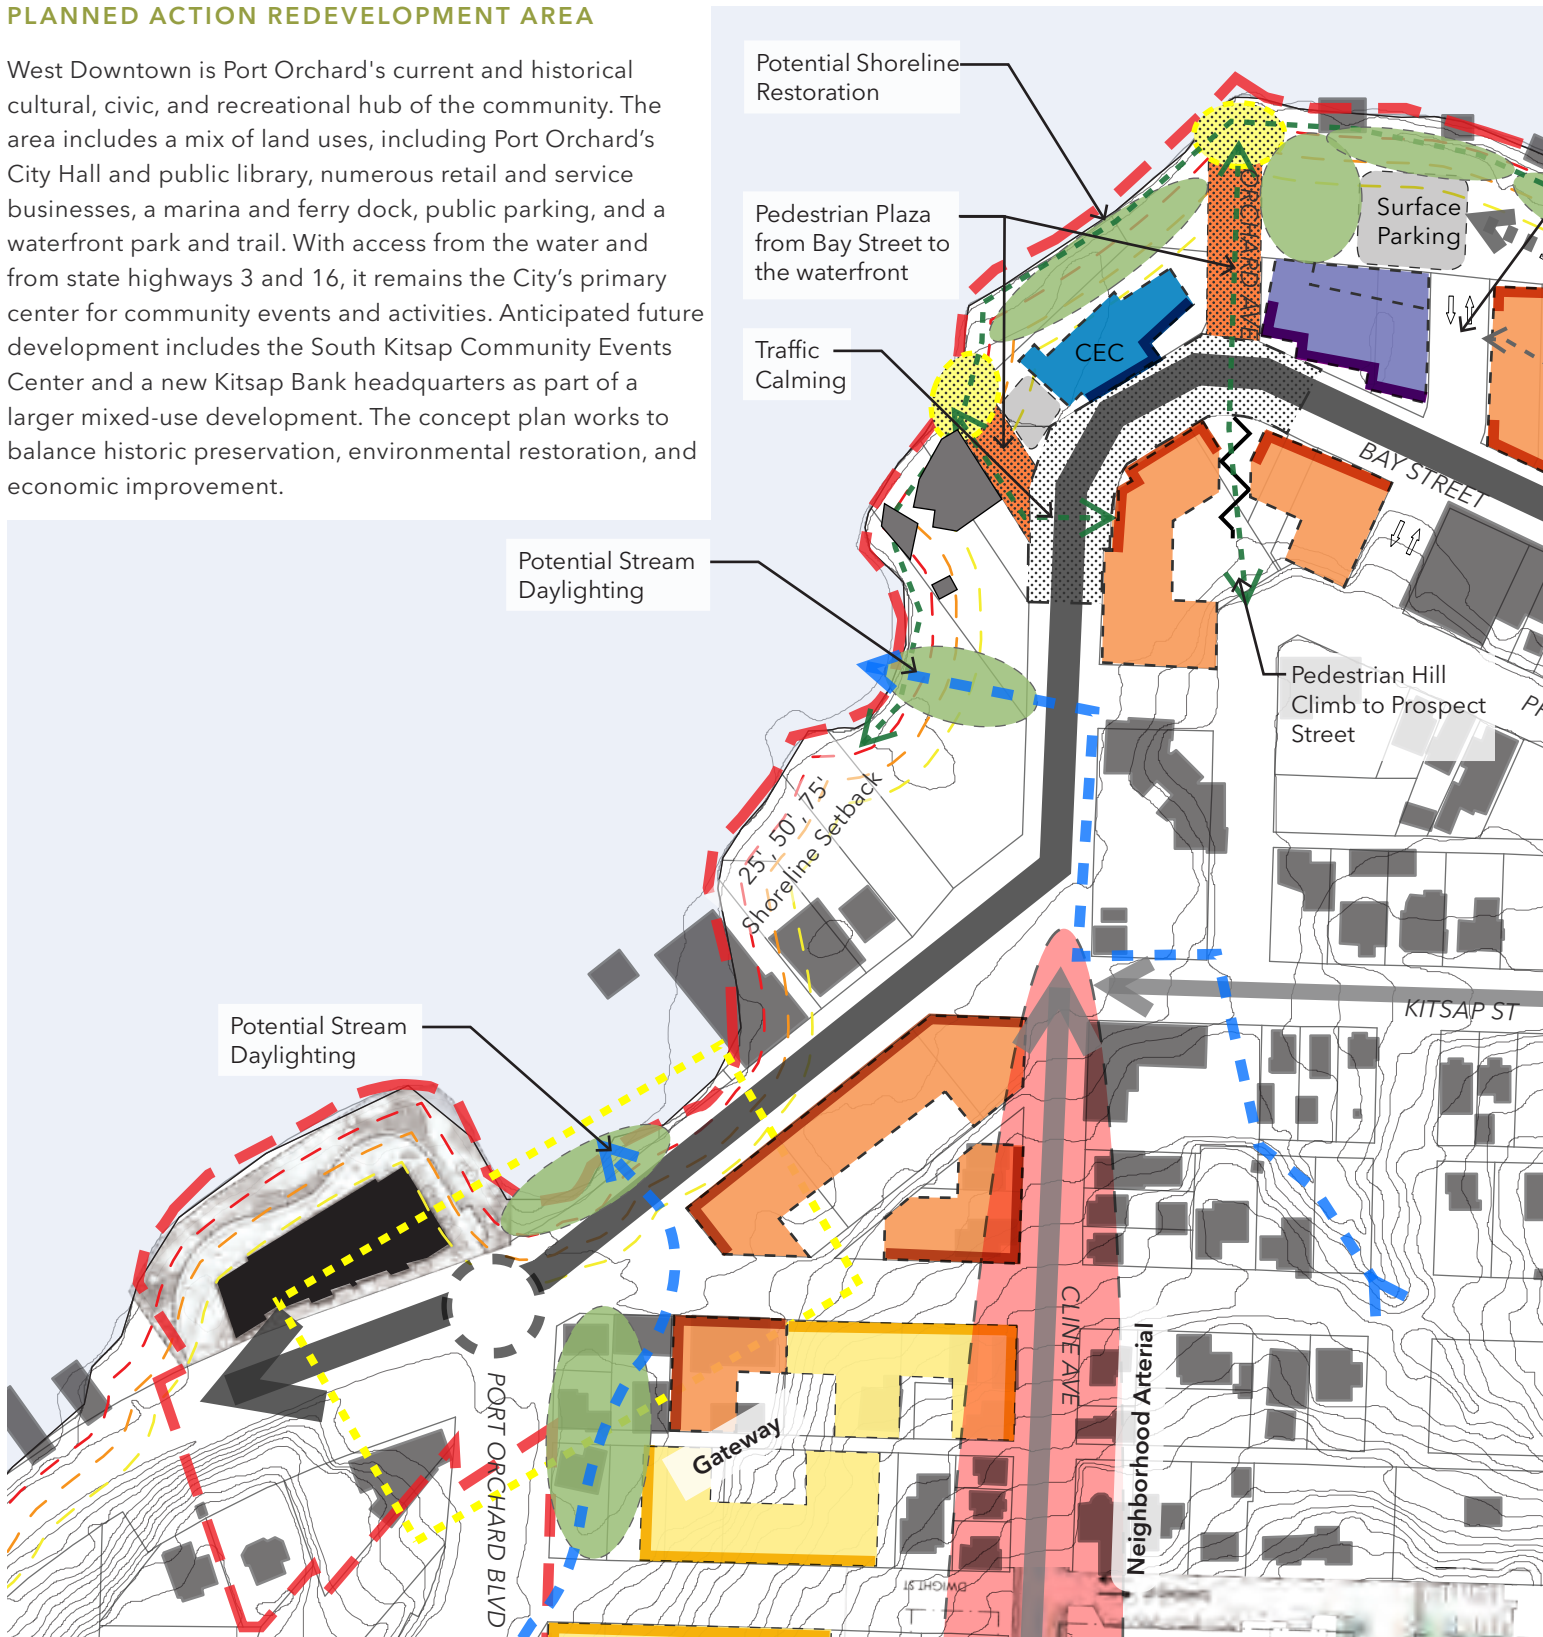 PLANNED ACTION REDEVELOPMENT AREA
West Downtown is Port Orchard's current and historical
cultural, civic, and recreational hub of the community. The
area includes a mix of land uses, including Port Orchard’s
City Hall and public library, numerous retail and service
businesses, a marina and ferry dock, public parking, and a
waterfront park and trail. With access from the water and
from state highways 3 and 16, it remains the City’s primary
center for community events and activities. Anticipated future
development includes the South Kitsap Community Events
Center and a new Kitsap Bank headquarters as part of a
larger mixed-use development. The concept plan works to
balance historic preservation, environmental restoration, and
economic improvement.
Potential Shoreline
Restoration
Pedestrian Plaza
from Bay Street to
the waterfront
Traffic
Calming
ORCHARD AVE
Surface
Parking
CEC
BAY STREET
Potential Stream
Daylighting
Pedestrian Hill
Climb to Prospect
Street
25', 50', 75'
Shoreline Setback
KITSAP ST
Potential Stream
Daylighting
CLINE AVE
Neighborhood Arterial
PORT ORCHARD BLVD
Gateway
DWIGHT ST